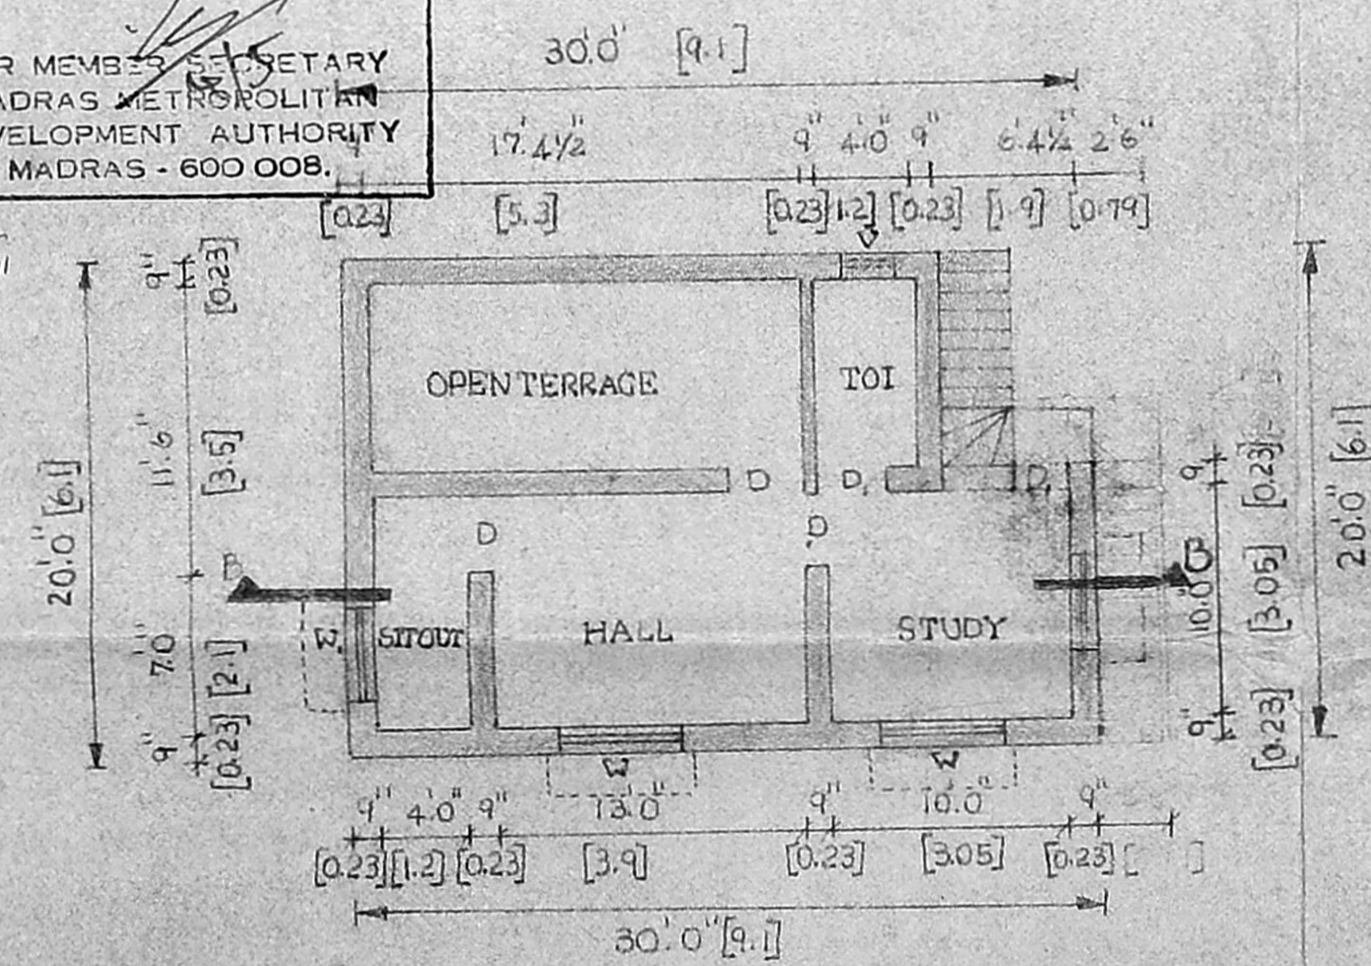 R MEMBER SECRETARY
ADRAS METROPOLITAN
VELOPMENT AUTHORITY
MADRAS - 600 008.
30'.0" [9.1]
17'.4½" 9" 4'.0" 9" 6'.4½" 2'.6"
[0.23] [5.3] [0.23] 1.2] [0.23] [1.9] [0.79]
V
20'.0" [6.1]
9" [0.23]
11'.6" [3.5]
7'.0" [2.1]
9" [0.23]
OPEN TERRAGE
TOI
D D, D,
D D
B B
W. SITOUT HALL STUDY
9" [0.23]
10'.0" [3.05]
9" [0.23]
20'.0" [6.1]
W W
9" 4'.0" 9" 13'.0" 9" 10'.0" 9"
[0.23] [1.2] [0.23] [3.9] [0.23] [3.05] [0.23] [ ]
30'.0" [9.1]